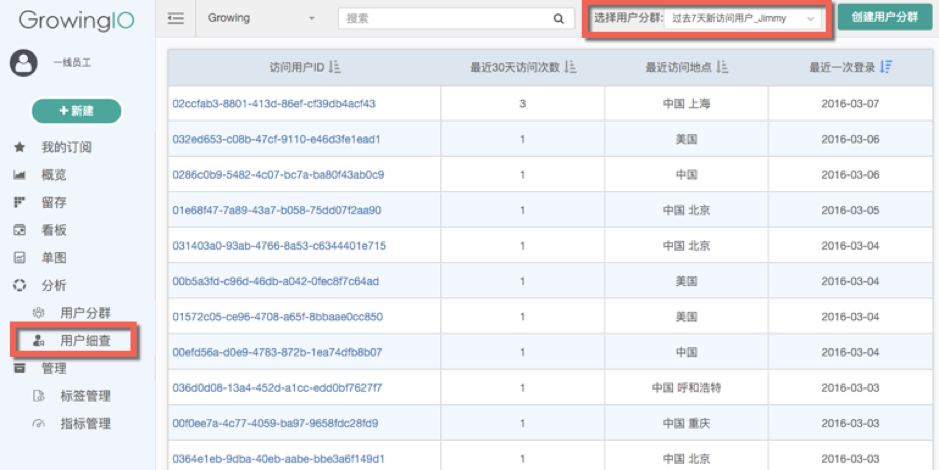 GrowingIO
Growing
搜索
选择用户分群: 过去7天新访问用户_Jimmy
创建用户分群
一线员工
+ 新建
我的订阅
概览
留存
看板
单图
分析
用户分群
用户细查
管理
标签管理
指标管理
访问用户ID 最近30天访问次数 最近访问地点 最近一次登录
02ccfab3-8801-413d-86ef-cf39db4acf43 3 中国 上海 2016-03-07
032ed653-c08b-47cf-9110-e46d3fe1ead1 1 美国 2016-03-06
0286c0b9-5482-4c07-bc7a-ba80f43ab0c9 1 中国 2016-03-06
01e68f47-7a89-43a7-b058-75dd07f2aa90 1 中国 北京 2016-03-05
031403a0-93ab-4766-8a53-c6344401e715 1 中国 北京 2016-03-04
00b5a3fd-c96d-46db-a042-0fec8f7c64ad 1 美国 2016-03-04
01572c05-ce96-4708-a65f-8bbaae0cc850 1 美国 2016-03-04
00efd56a-d0e9-4783-872b-1ea74dfb8b07 1 中国 2016-03-04
036d0d08-13a4-452d-a1cc-edd0bf7627f7 1 中国 呼和浩特 2016-03-03
00f0ee7a-4c77-4059-ba97-9658fdc28fd9 1 中国 重庆 2016-03-03
0364e1eb-9dba-40eb-aabe-bbe3a6f149d1 1 中国 北京 2016-03-03